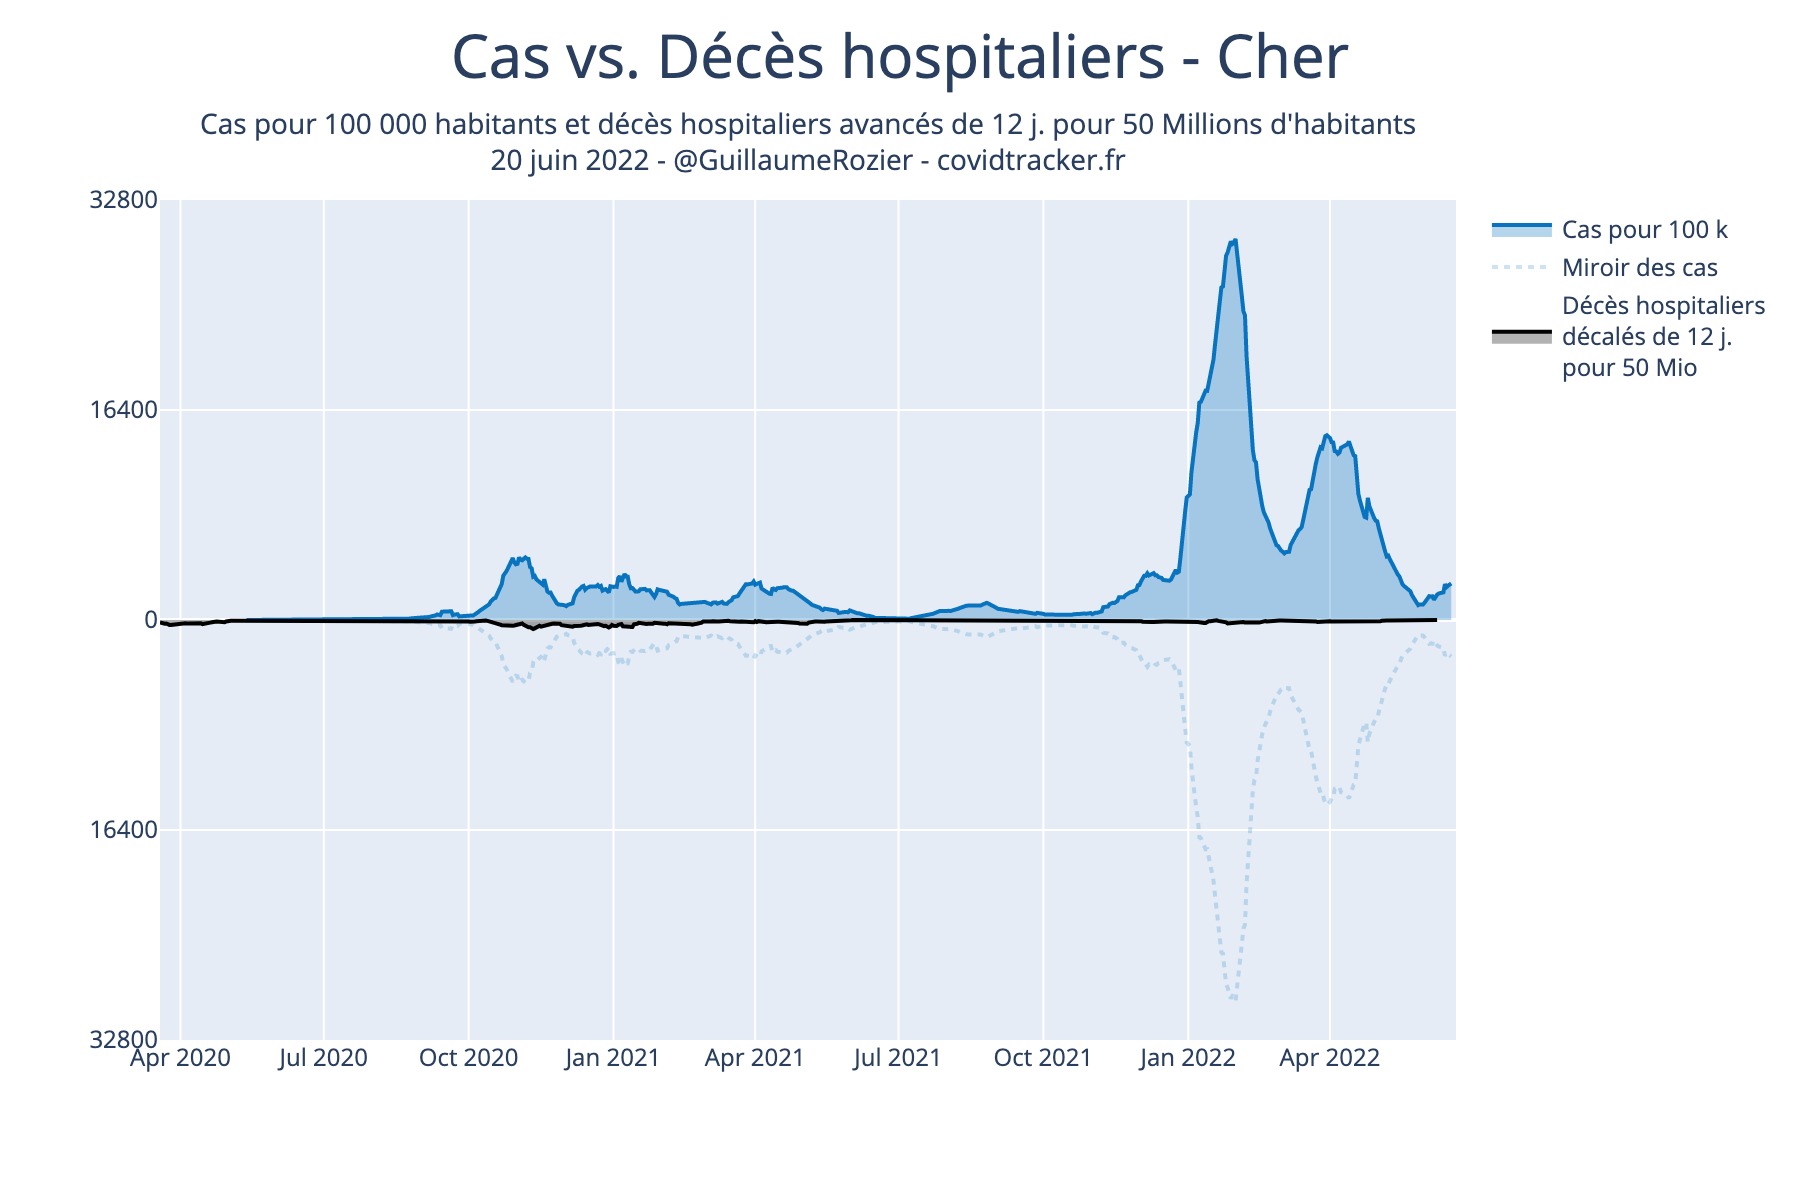 Cas vs. Décès hospitaliers - Cher
Cas pour 100 000 habitants et décès hospitaliers avancés de 12 j. pour 50 Millions d'habitants
20 juin 2022 - @GuillaumeRozier - covidtracker.fr
32800
16400
0
16400
32800
Apr 2020
Jul 2020
Oct 2020
Jan 2021
Apr 2021
Jul 2021
Oct 2021
Jan 2022
Apr 2022
Cas pour 100 k
Miroir des cas
Décès hospitaliers
décalés de 12 j.
pour 50 Mio